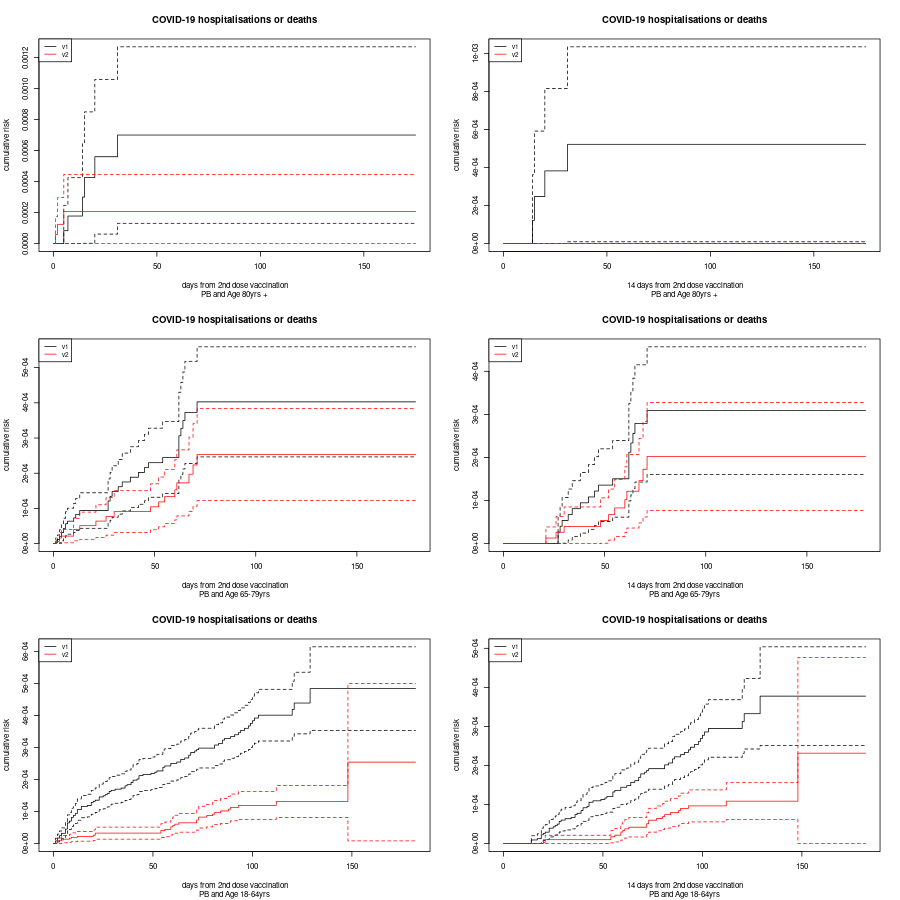 COVID-19 hospitalisations or deaths
v1
v2
cumulative risk
0.0000 0.0002 0.0004 0.0006 0.0008 0.0010 0.0012
0 50 100 150
days from 2nd dose vaccination
PB and Age 80yrs +
COVID-19 hospitalisations or deaths
v1
v2
cumulative risk
0e+00 2e-04 4e-04 6e-04 8e-04 1e-03
0 50 100 150
14 days from 2nd dose vaccination
PB and Age 80yrs +
COVID-19 hospitalisations or deaths
v1
v2
cumulative risk
0e+00 1e-04 2e-04 3e-04 4e-04 5e-04
0 50 100 150
days from 2nd dose vaccination
PB and Age 65-79yrs
COVID-19 hospitalisations or deaths
v1
v2
cumulative risk
0e+00 1e-04 2e-04 3e-04 4e-04
0 50 100 150
14 days from 2nd dose vaccination
PB and Age 65-79yrs
COVID-19 hospitalisations or deaths
v1
v2
cumulative risk
0e+00 1e-04 2e-04 3e-04 4e-04 5e-04 6e-04
0 50 100 150
days from 2nd dose vaccination
PB and Age 18-64yrs
COVID-19 hospitalisations or deaths
v1
v2
cumulative risk
0e+00 1e-04 2e-04 3e-04 4e-04 5e-04
0 50 100 150
14 days from 2nd dose vaccination
PB and Age 18-64yrs